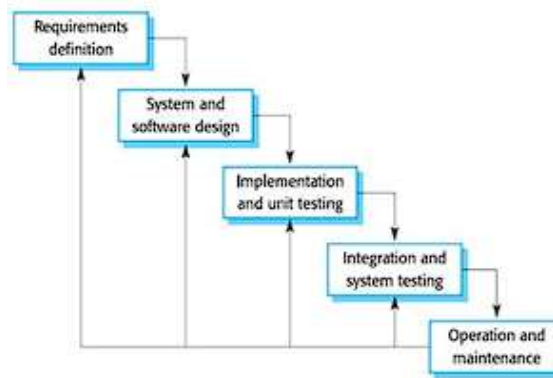 Requirements
definition
System and
software design
Implementation
and unit testing
Integration and
system testing
Operation and
maintenance